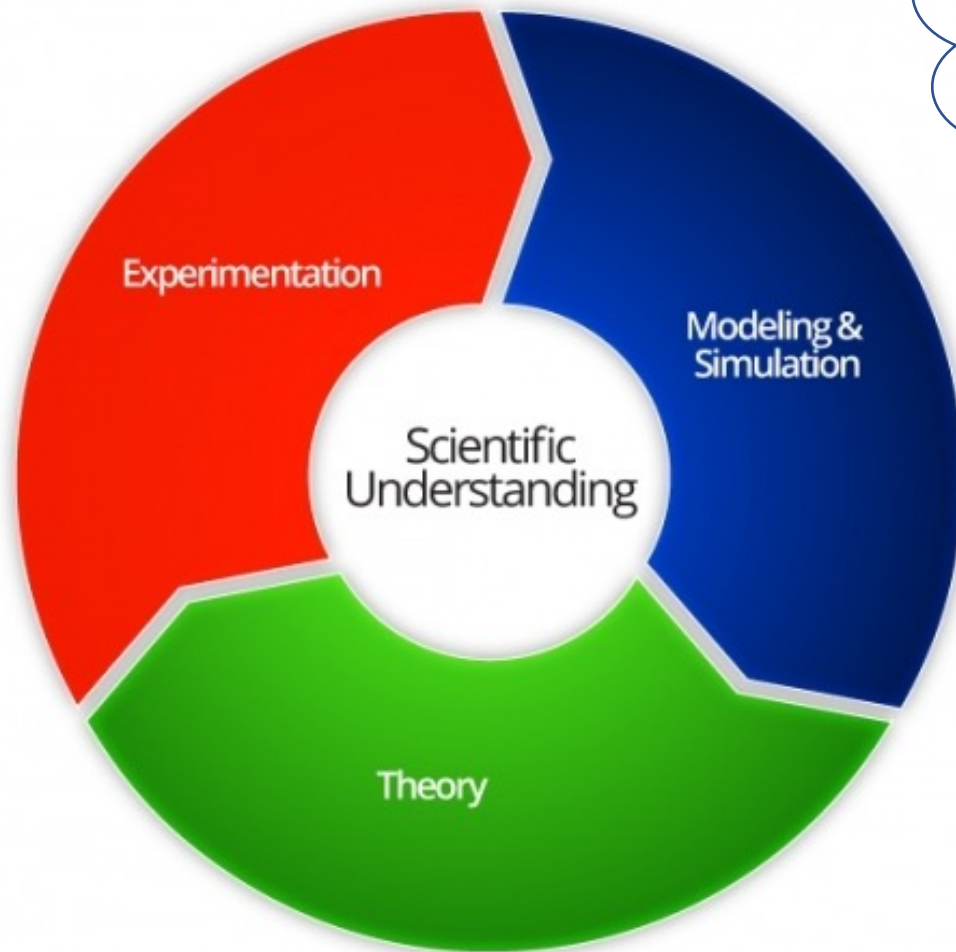 Experimentation
Modeling &
Simulation
Scientific
Understanding
Theory